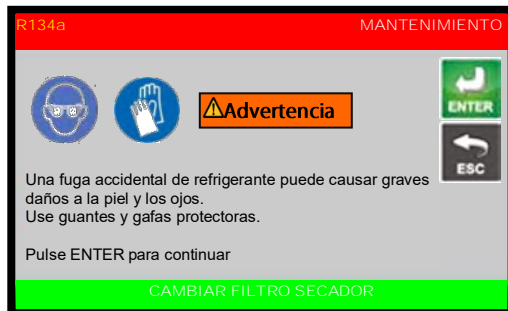 R134a MANTENIMIENTO
Advertencia
ENTER
ESC
Una fuga accidental de refrigerante puede causar graves
daños a la piel y los ojos.
Use guantes y gafas protectoras.
Pulse ENTER para continuar
CAMBIAR FILTRO SECADOR